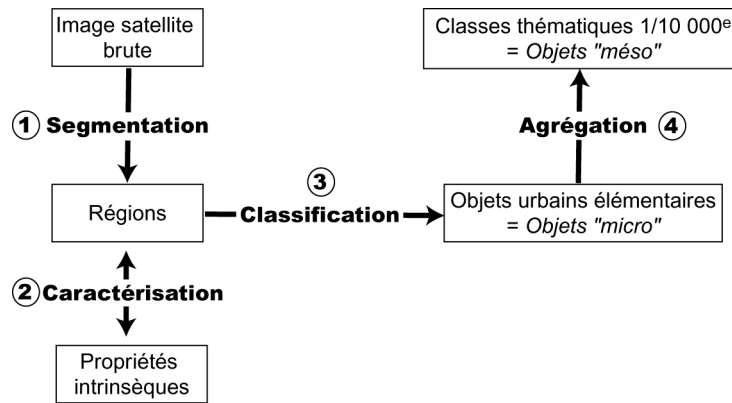 Image satellite
brute
Classes thématiques 1/10 000e
= Objets "méso"
1 Segmentation
Agrégation 4
3
Régions
Classification
Objets urbains élémentaires
= Objets "micro"
2 Caractérisation
Propriétés
intrinsèques